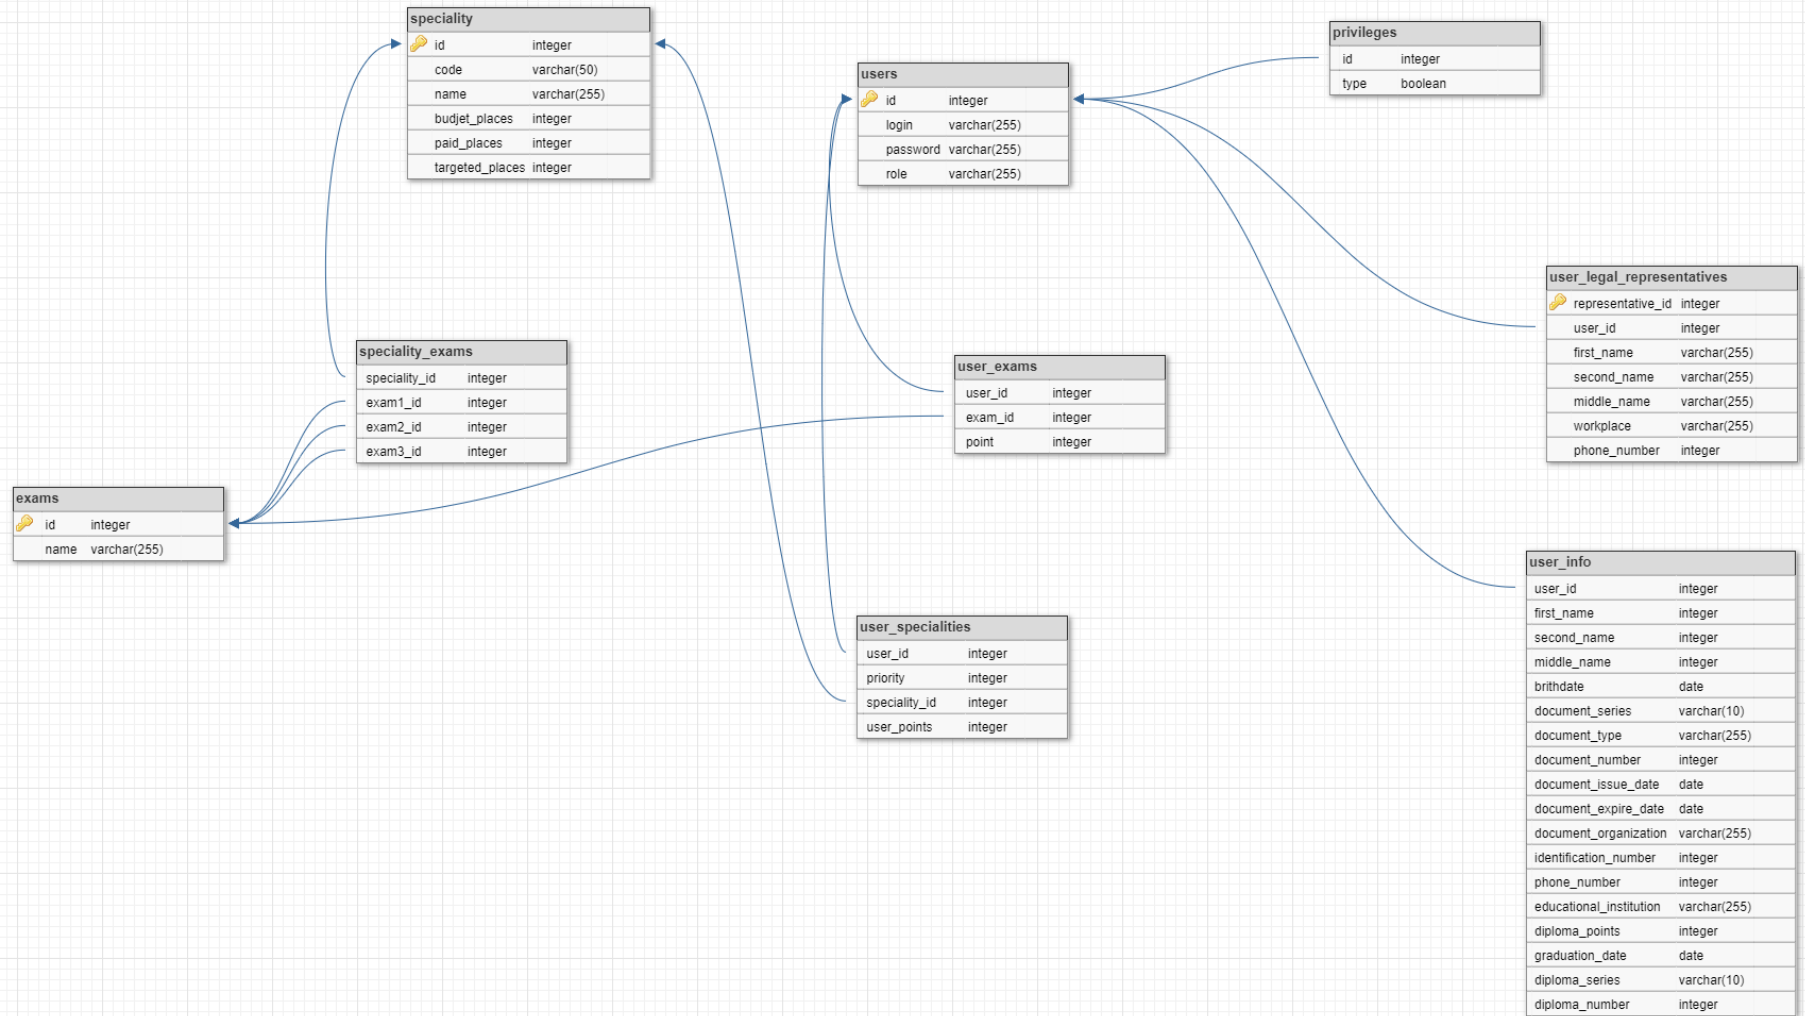 speciality
id integer
code varchar(50)
name varchar(255)
budjet_places integer
paid_places integer
targeted_places integer
users
id integer
login varchar(255)
password varchar(255)
role varchar(255)
privileges
id integer
type boolean
user_legal_representatives
representative_id integer
user_id integer
first_name varchar(255)
second_name varchar(255)
middle_name varchar(255)
workplace varchar(255)
phone_number integer
speciality_exams
speciality_id integer
exam1_id integer
exam2_id integer
exam3_id integer
user_exams
user_id integer
exam_id integer
point integer
exams
id integer
name varchar(255)
user_specialities
user_id integer
priority integer
speciality_id integer
user_points integer
user_info
user_id integer
first_name integer
second_name integer
middle_name integer
brithdate date
document_series varchar(10)
document_type varchar(255)
document_number integer
document_issue_date date
document_expire_date date
document_organization varchar(255)
identification_number integer
phone_number integer
educational_institution varchar(255)
diploma_points integer
graduation_date date
diploma_series varchar(10)
diploma_number integer